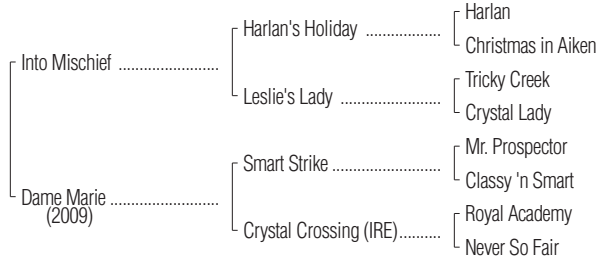 Harlan
Harlan's Holiday ..................
Christmas in Aiken
Into Mischief ........................
Tricky Creek
Leslie's Lady ........................
Crystal Lady
Mr. Prospector
Smart Strike ..........................
Classy 'n Smart
Dame Marie ..........................
(2009)
Royal Academy
Crystal Crossing (IRE)..........
Never So Fair